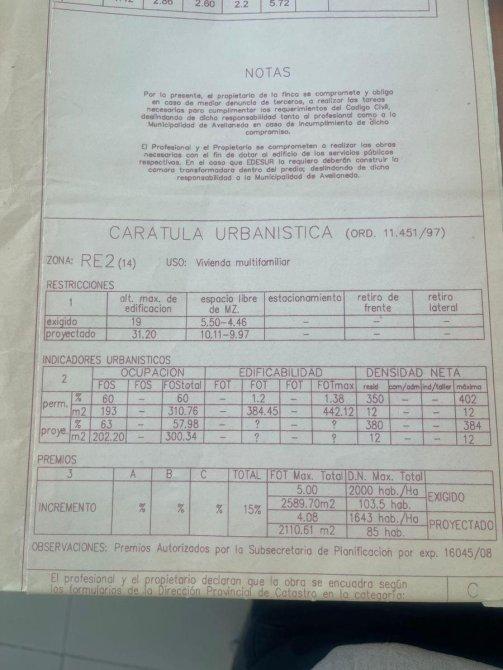 2.86 2.60 2.2 5.72
NOTAS
Por la presente, el propietario de la finca se compromete y obliga
en caso de mediar denuncia de terceros, a realizar las tareas
necesarias para cumplimentar los requerimientos del Codigo Civil,
deslindando de dicha responsabilidad tanto al profesional como a la
Municipalidad de Avellaneda en caso de incumplimiento de dicho
compromiso.
El Profesional y el Propietario se comprometen a realizar las obras
necesarias con el fin de dotar al edificio de los servicios públicos
respectivos. En el caso que EDESUR lo requiera deberán construir la
camara transformadora dentro del predio; deslindando de dicha
responsabilidad a la Municipalidad de Avellaneda.
CARATULA URBANISTICA (ORD. 11.451/97)
ZONA: RE2 (14) USO: Vivienda multifamiliar
RESTRICCIONES
1 alt. max. de edificacion espacio libre de MZ. estacionamiento retiro de frente retiro lateral
exigido 19 5,50-4.46 - - -
proyectado 31.20 10,11-9.97 - - -
INDICADORES URBANISTICOS
2 OCUPACION EDIFICABILIDAD DENSIDAD NETA
FOS FOS FOStotal FOT FOT FOT FOTmax resid com/adm ind/taller máxima
perm. % 60 - 60 - 1.2 - 1.38 350 - - 402
m2 193 - 310.76 - 384.45 - 442.12 12 - - 12
proye. % 63 - 57.98 - ? - ? 380 - - 384
m2 202.20 - 300.34 - ? - ? 12 - - 12
PREMIOS
3 A B C TOTAL FOT Max. Total D.N. Max. Total
INCREMENTO % % % 15% 5.00 2000 hab./Ha EXIGIDO
2589.70m2 103.5 hab.
4.08 1643 hab./Ha PROYECTADO
2110.61 m2 85 hab.
OBSERVACIONES: Premios Autorizados por la Subsecretaria de Planificación por exp. 16045/08
El profesional y el propietario declaran que la obra se encuadra según
los formularios de la Dirección Provincial de Catastro en la categoría: C